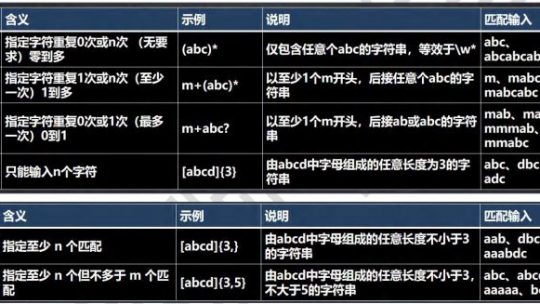 含义 示例 说明 匹配输入
指定字符重复0次或n次 (无要 (abc)* 仅包含任意个abc的字符串，等效于\w* abc、
求) 零到多 abcabcab
指定字符重复1次或n次 (至少 m+(abc)* 以至少1个m开头，后接任意个abc的字 m、mabc
一次) 1到多 符串 mabcabc
指定字符重复0次或1次 (最多 m+abc? 以至少1个m开头，后接ab或abc的字符 mab、ma
一次) 0到1 串 mmmab、
mmabc
只能输入n个字符 [abcd]{3} 由abcd中字母组成的任意长度为3的字 abc、dbc
符串 adc
含义 示例 说明 匹配输入
指定至少 n 个匹配 [abcd]{3,} 由abcd中字母组成的任意长度不小于3 aab、dbc
的字符串 aaabdc
指定至少 n 个但不多于 m 个匹 [abcd]{3,5} 由abcd中字母组成的任意长度不小于3， abc、abc
配 不大于5的字符串 aaaaa、b